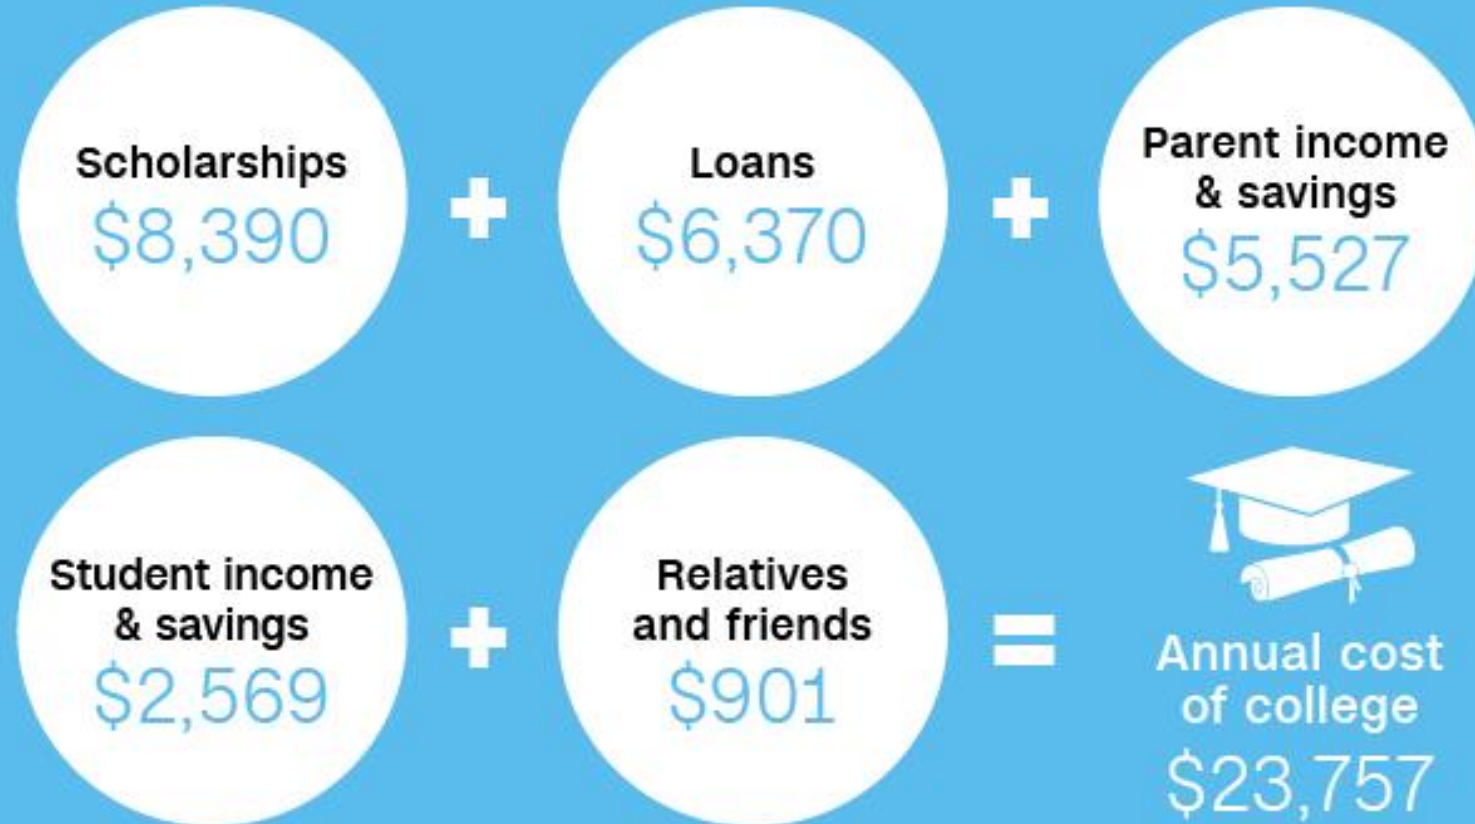 Scholarships
$8,390
+
Loans
$6,370
+
Parent income
& savings
$5,527
Student income
& savings
$2,569
+
Relatives
and friends
$901
=
Annual cost
of college
$23,757